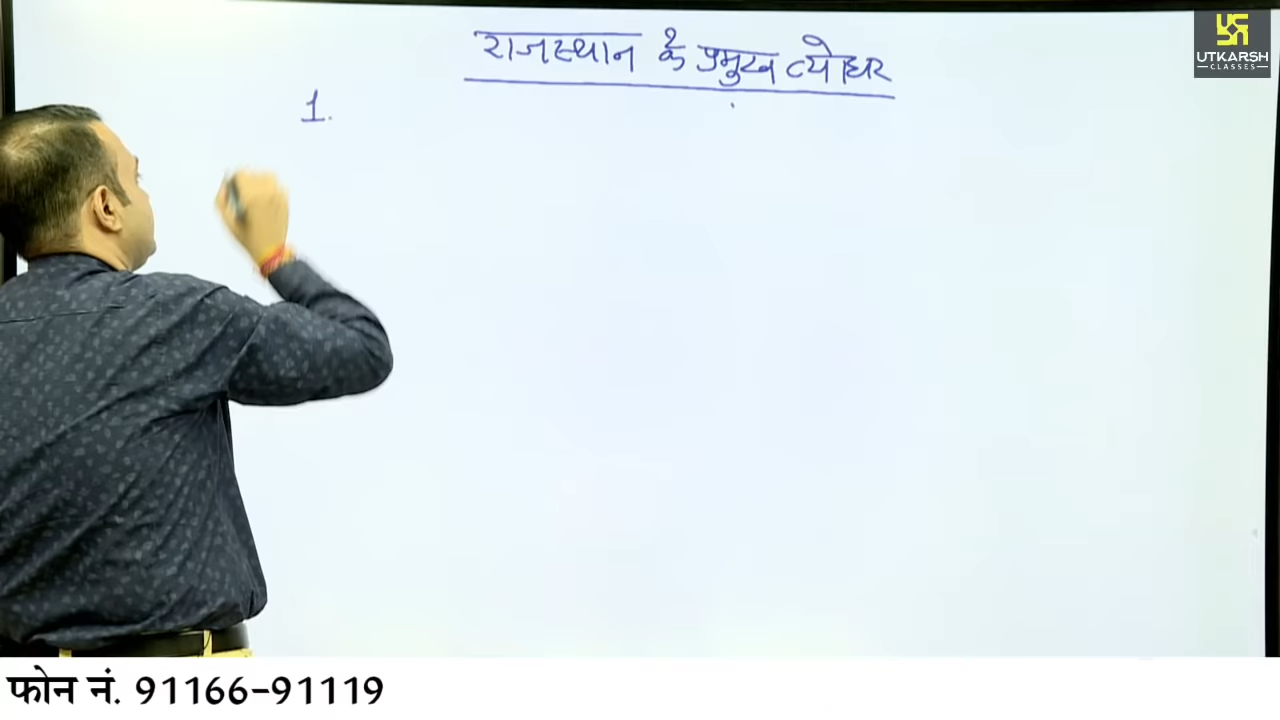 राजस्थान के प्रमुख त्योहार
1.
UTKARSH
CLASSES
फोन नं. 91166-91119